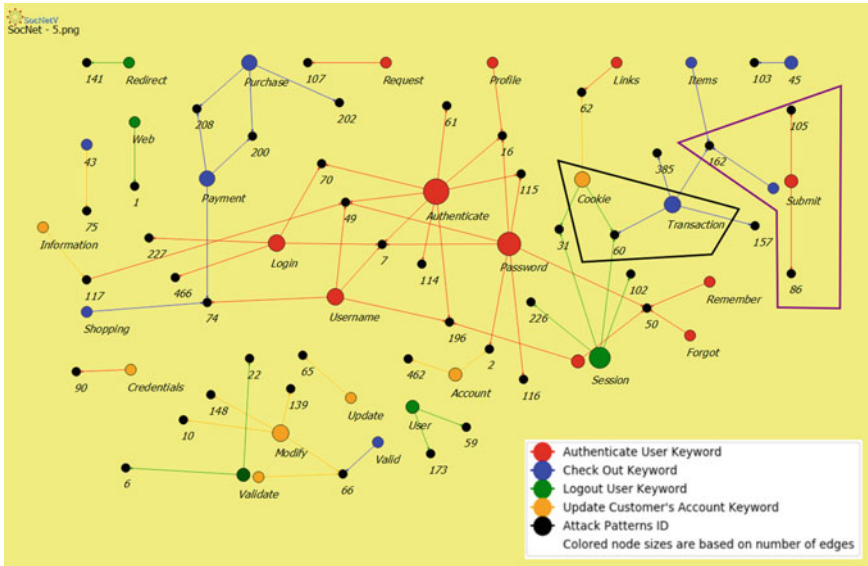 SocNetV
SocNet - 5.png
141
Redirect
Purchase
107
Request
Profile
Links
Items
103
45
208
202
61
62
105
43
Web
200
16
385
162
70
115
Cookie
Submit
1
Payment
49
Authenticate
75
Information
31
60
Transaction
157
227
Login
7
114
Password
86
117
466
102
Remember
Shopping
74
Username
196
226
50
Forgot
Session
22
65
462
2
116
90
Credentials
Account
148
139
Update
User
10
Modify
Valid
59
173
6
Validate
66
Authenticate User Keyword
Check Out Keyword
Logout User Keyword
Update Customer's Account Keyword
Attack Patterns ID
Colored node sizes are based on number of edges